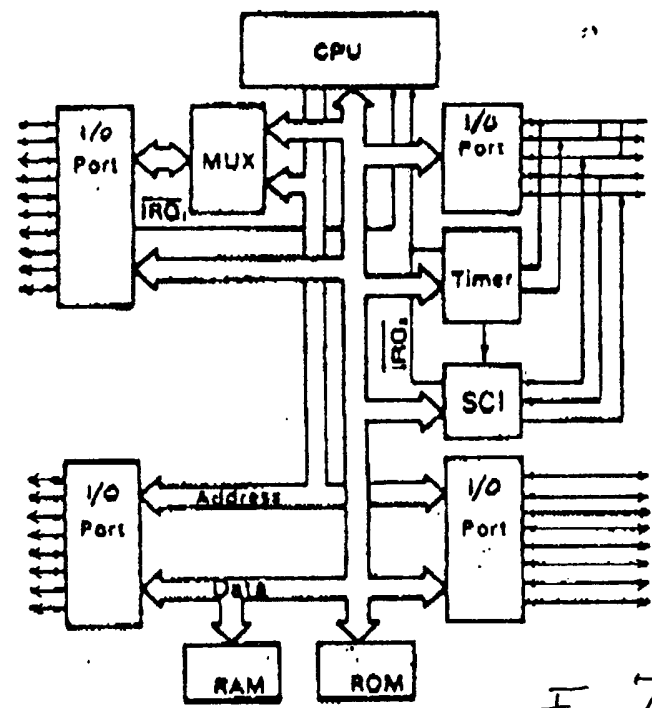 CPU
I/O
Port
MUX
I/O
Port
IRQ₁
Timer
IRQ₂
SCI
I/O
Port
Address
I/O
Port
Data
RAM
ROM